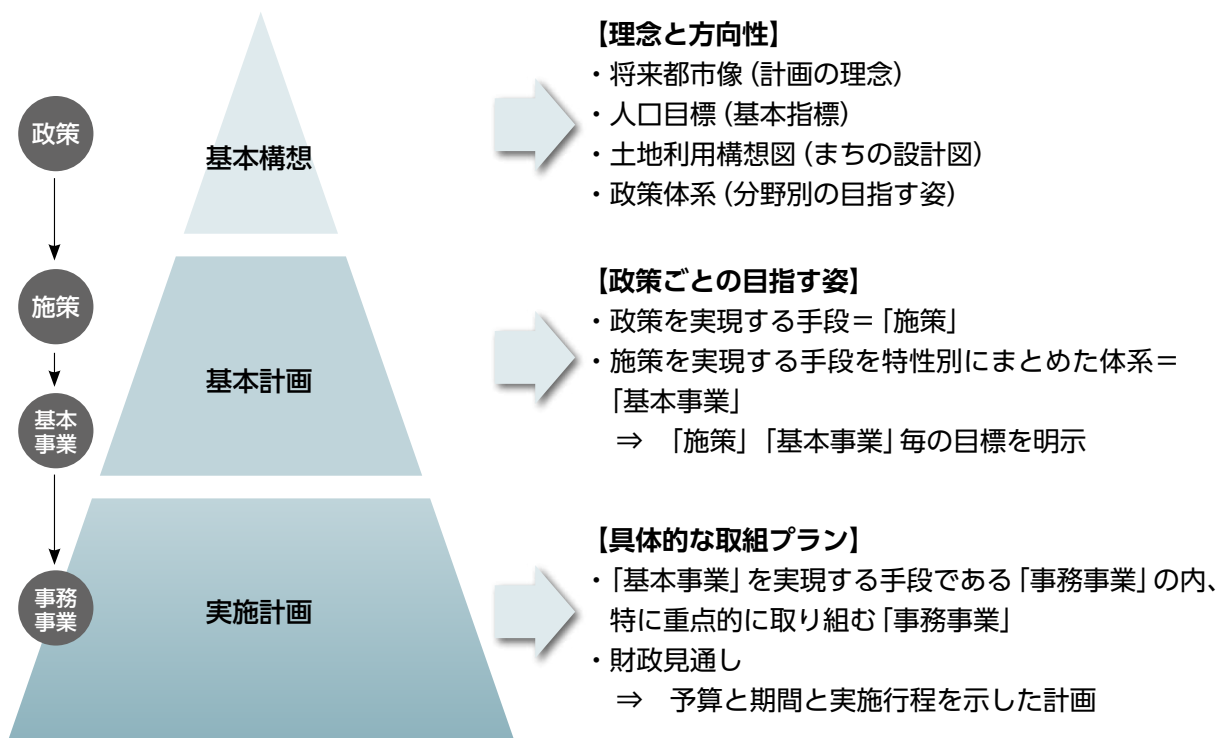 政策
施策
基本
事業
事務
事業
基本構想
基本計画
実施計画
【理念と方向性】
・将来都市像（計画の理念）
・人口目標（基本指標）
・土地利用構想図（まちの設計図）
・政策体系（分野別の目指す姿）
【政策ごとの目指す姿】
・政策を実現する手段＝「施策」
・施策を実現する手段を特性別にまとめた体系＝
「基本事業」
⇒　「施策」「基本事業」毎の目標を明示
【具体的な取組プラン】
・「基本事業」を実現する手段である「事務事業」の内、
特に重点的に取り組む「事務事業」
・財政見通し
⇒　予算と期間と実施行程を示した計画